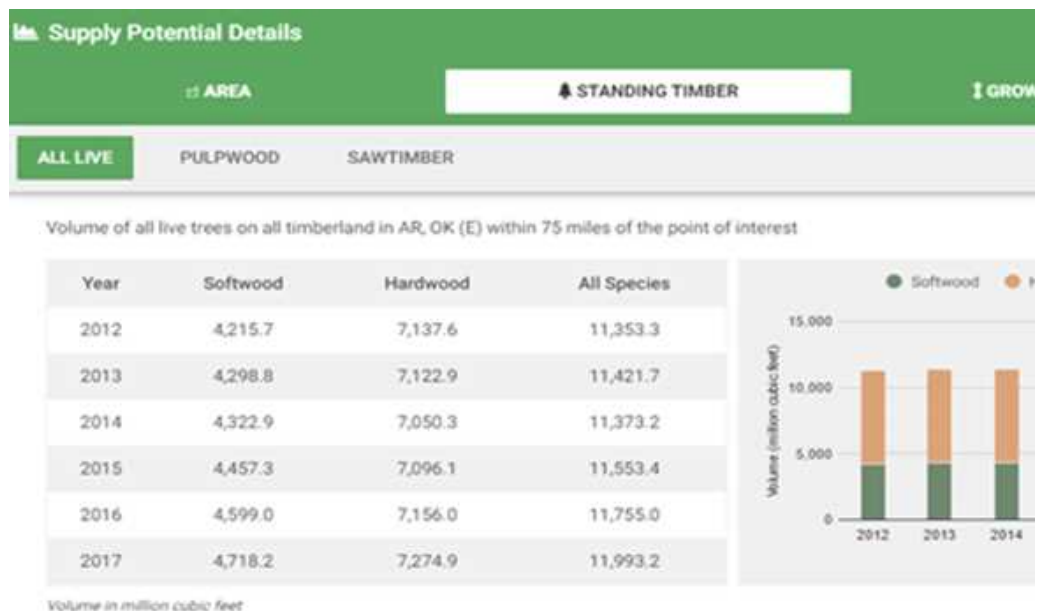 Supply Potential Details
AREA
STANDING TIMBER
GROW
ALL LIVE
PULPWOOD
SAWTIMBER
Volume of all live trees on all timberland in AR, OK (E) within 75 miles of the point of interest
Year Softwood Hardwood All Species
2012 4,215.7 7,137.6 11,353.3
2013 4,298.8 7,122.9 11,421.7
2014 4,322.9 7,050.3 11,373.2
2015 4,457.3 7,096.1 11,553.4
2016 4,599.0 7,156.0 11,755.0
2017 4,718.2 7,274.9 11,993.2
Volume in million cubic feet
Softwood
Volume (million cubic feet)
15,000
10,000
5,000
0
2012 2013 2014